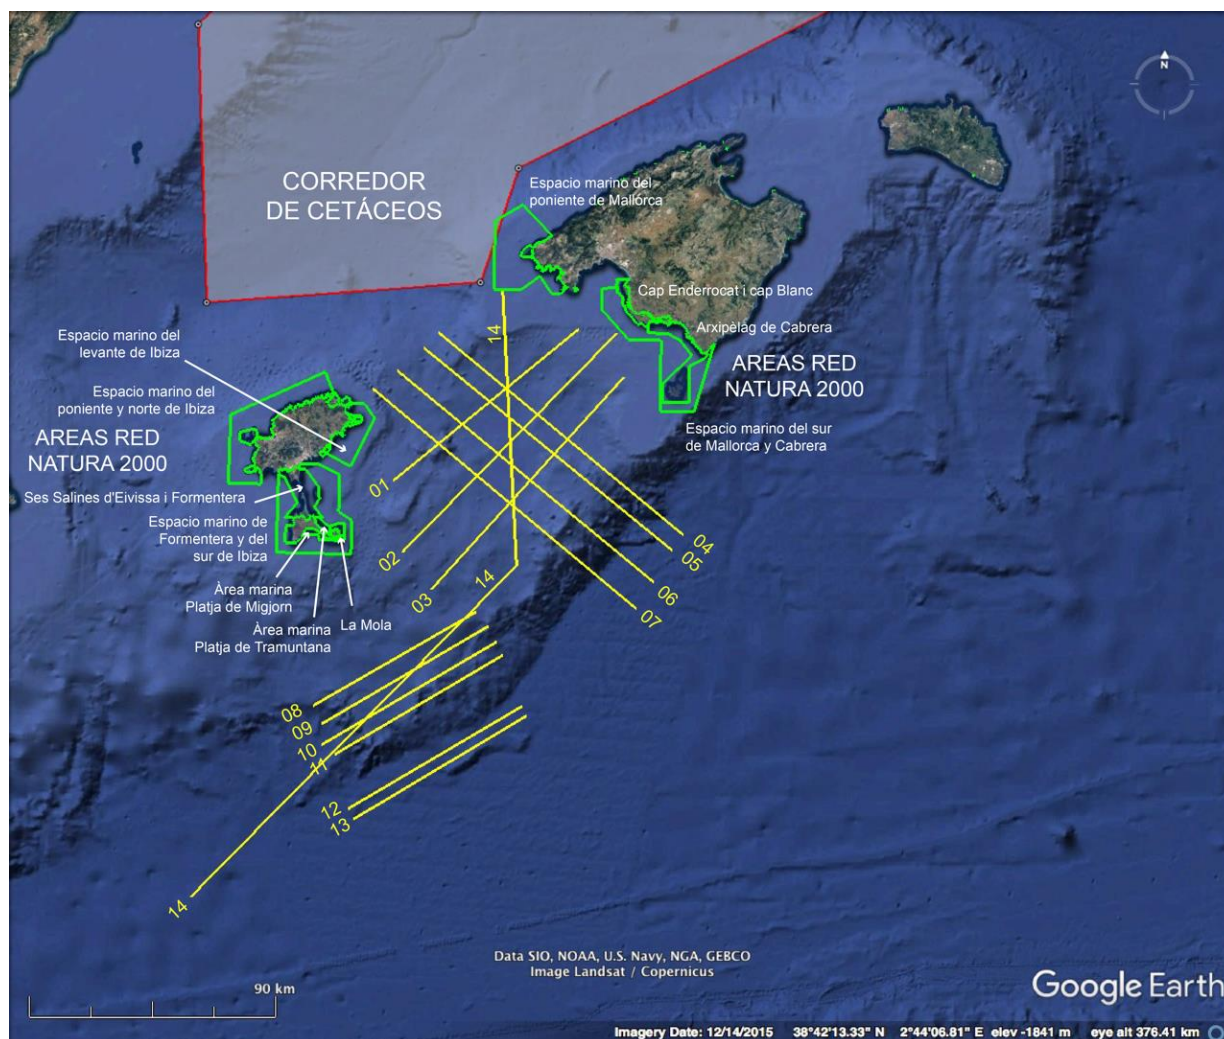 N
CORREDOR
DE CETÁCEOS
Espacio marino del
poniente de Mallórca
Cap Enderrocat i cap Blanc
Arxipèlag de Cabrera
AREAS RED
NATURA 2000
Espacio marino del sur
de Mallorca y Cabrera
Espacio marino del
levante de Ibiza
Espacio marino del
poniente y norte de Ibiza
AREAS RED
NATURA 2000
Ses Salines d'Eivissa i Formentera
Espacio marino de
Formentera y del
sur de Ibiza
Àrea marina
Platja de Migjorn
Àrea marina
Platja de Tramuntana
La Mola
14
01
02
03
04
05
06
07
14
08
09
10
11
12
13
14
Data SIO, NOAA, U.S. Navy, NGA, GEBCO
Image Landsat / Copernicus
90 km
Google Earth
Imagery Date: 12/14/2015 38°42'13.33" N 2°44'06.81" E elev -1841 m eye alt 376.41 km